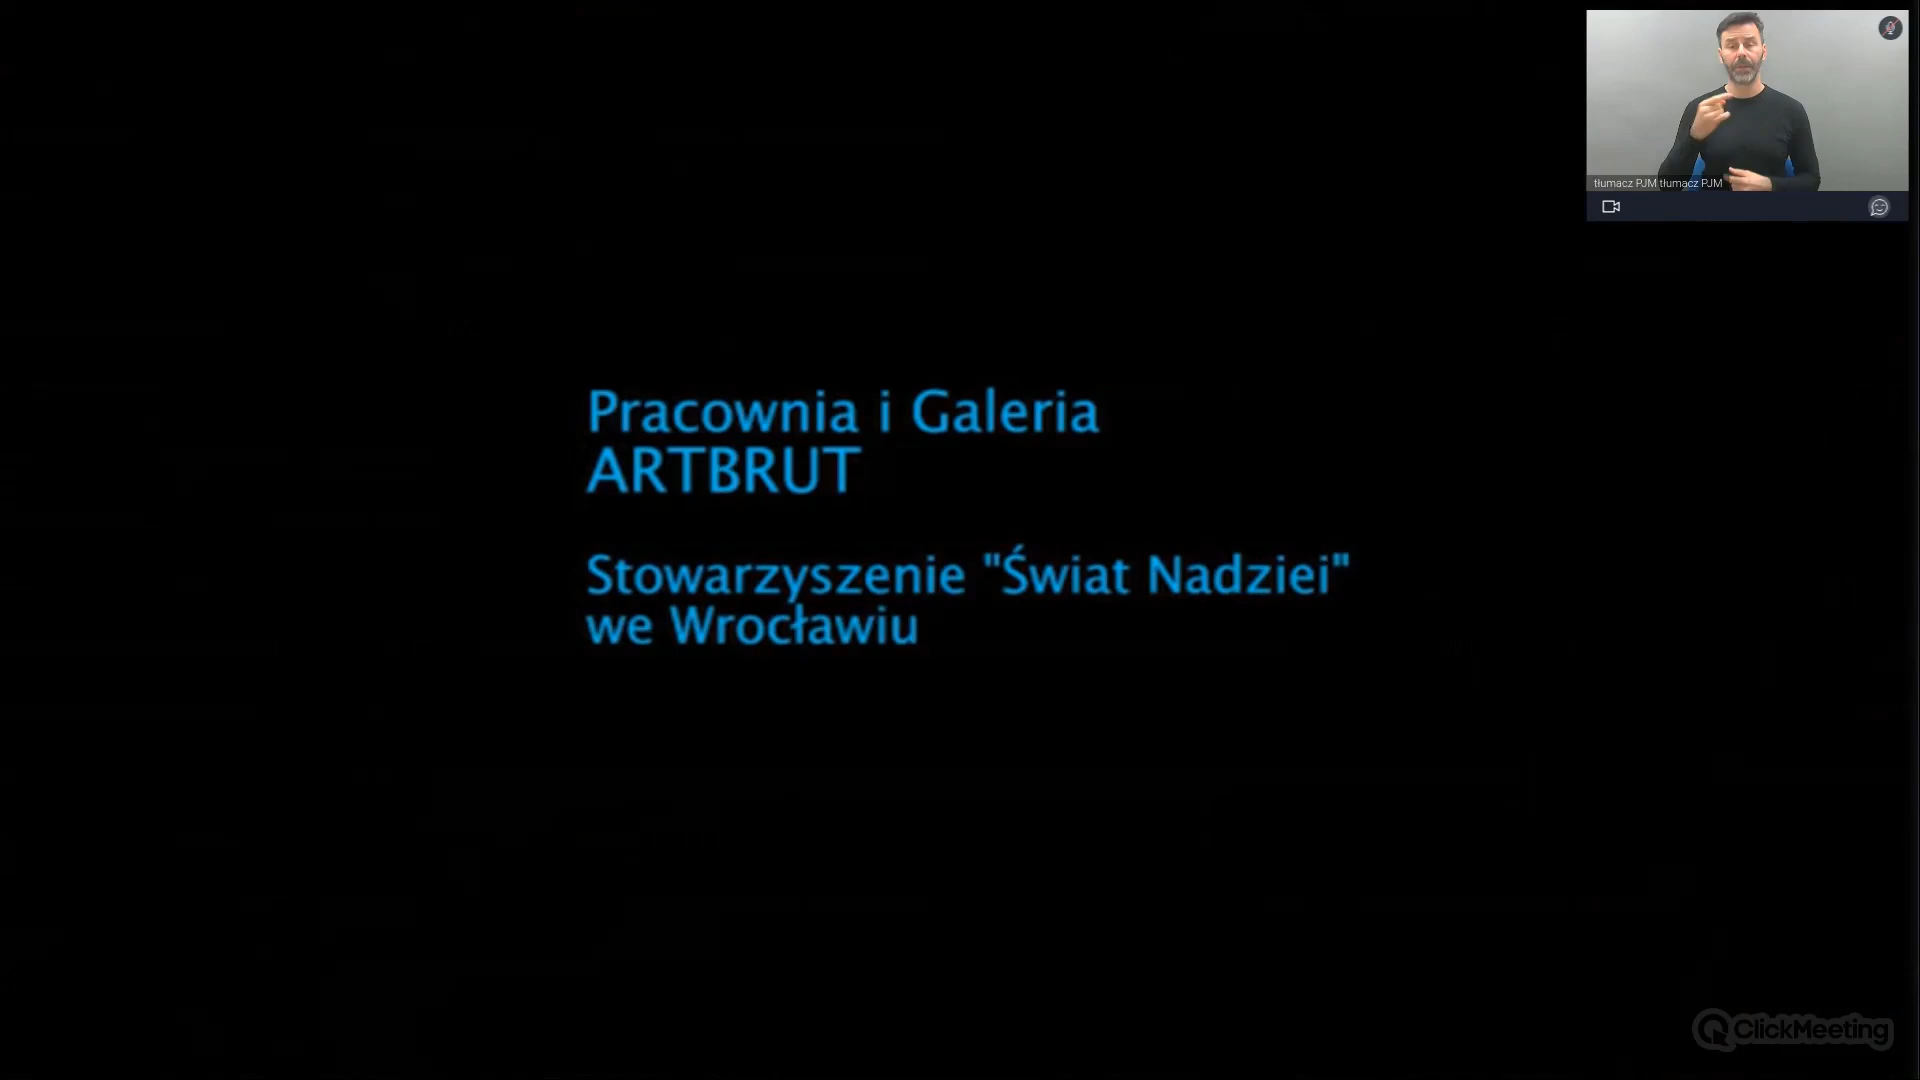 tłumacz PJM tłumacz PJM
Pracownia i Galeria
ARTBRUT
Stowarzyszenie "Świat Nadziei"
we Wrocławiu
ClickMeeting